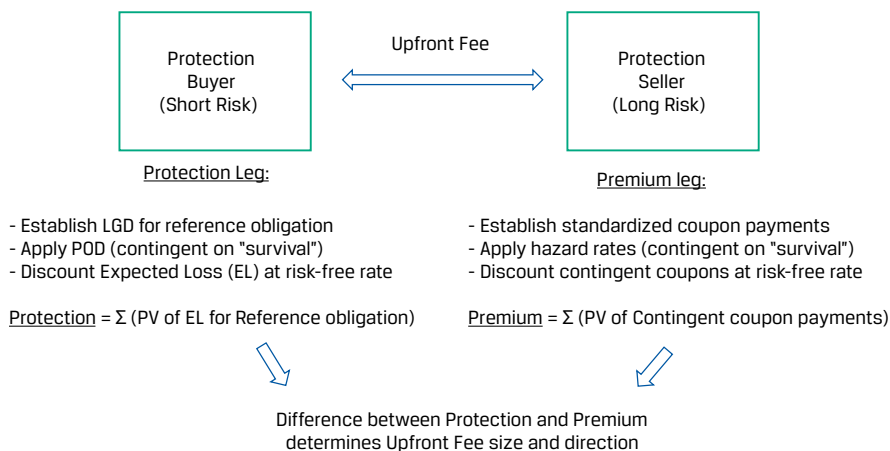 Protection
Buyer
(Short Risk)
Upfront Fee
Protection
Seller
(Long Risk)
Protection Leg:
- Establish LGD for reference obligation
- Apply POD (contingent on "survival")
- Discount Expected Loss (EL) at risk-free rate
Protection = Σ (PV of EL for Reference obligation)
Premium leg:
- Establish standardized coupon payments
- Apply hazard rates (contingent on "survival")
- Discount contingent coupons at risk-free rate
Premium = Σ (PV of Contingent coupon payments)
Difference between Protection and Premium
determines Upfront Fee size and direction